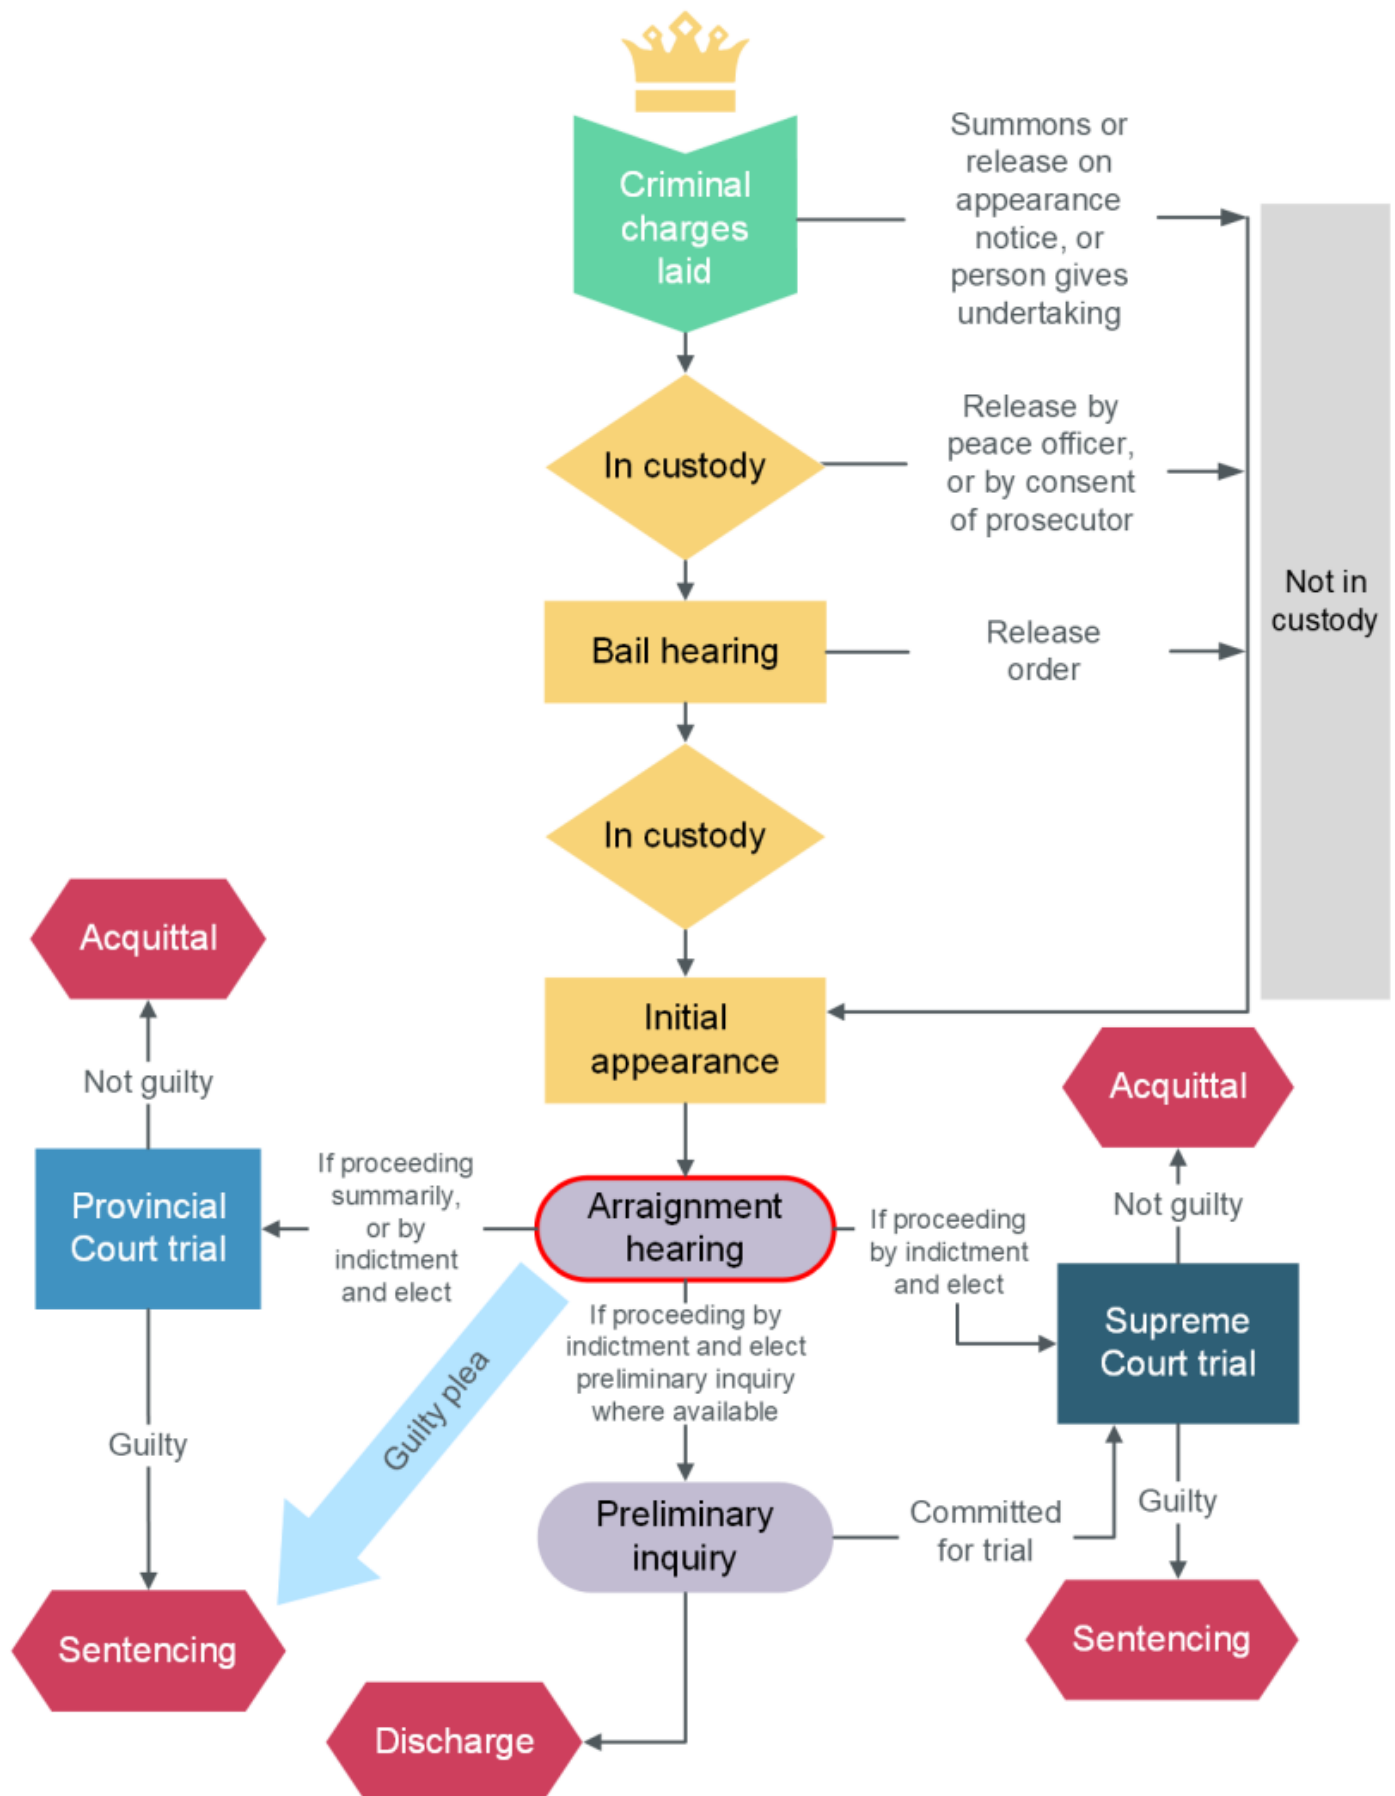 Criminal
charges
laid
Summons or
release on
appearance
notice, or
person gives
undertaking
In custody
Release by
peace officer,
or by consent
of prosecutor
Not in
custody
Bail hearing
Release
order
In custody
Initial
appearance
Acquittal
Not guilty
Provincial
Court trial
If proceeding
summarily,
or by
indictment
and elect
Arraignment
hearing
If proceeding
by indictment
and elect
Acquittal
Not guilty
Supreme
Court trial
If proceeding by
indictment and elect
preliminary inquiry
where available
Guilty plea
Guilty
Preliminary
inquiry
Committed
for trial
Guilty
Sentencing
Sentencing
Discharge